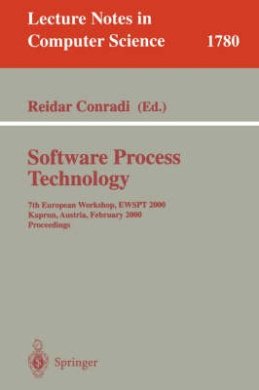 Lecture Notes in
Computer Science 1780
Reidar Conradi (Ed.)
Software Process
Technology
7th European Workshop, EWSPT 2000
Kaprun, Austria, February 2000
Proceedings
Springer